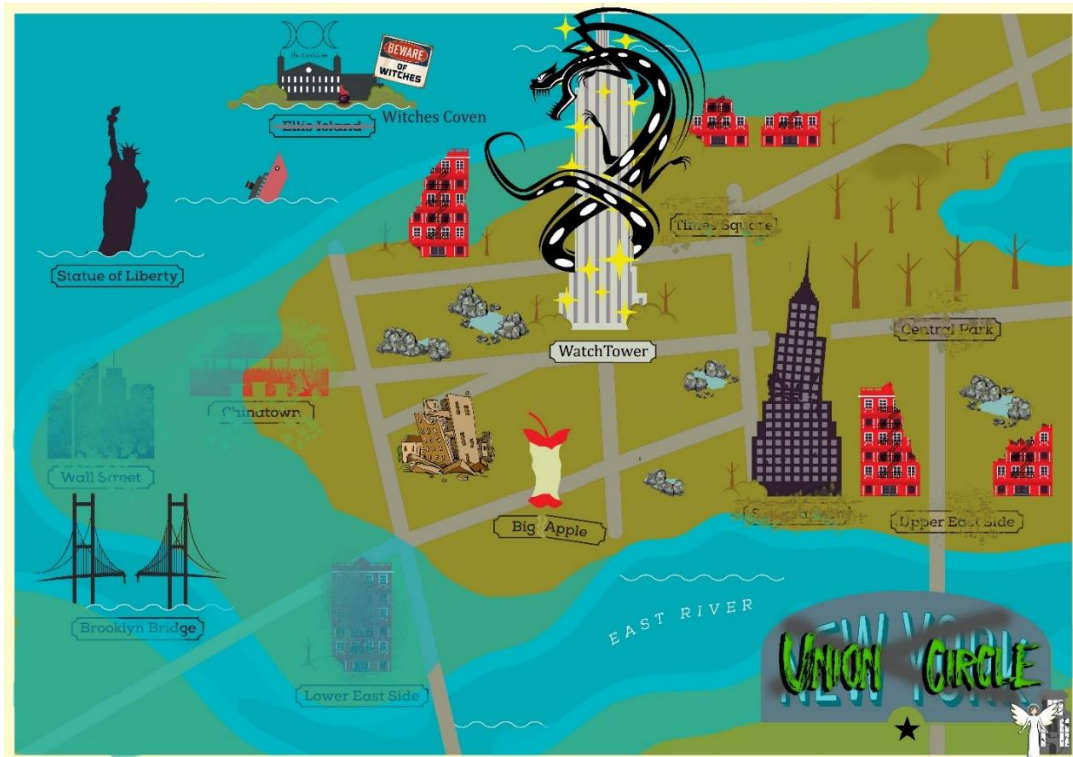 BEWARE
OF
WITCHES
Ellis Island
Witches Coven
Statue of Liberty
Times Square
Central Park
WatchTower
Chinatown
Wall Street
Big Apple
Upper East Side
Brooklyn Bridge
EAST RIVER
Lower East Side
NEW YORK
UNION CIRCLE